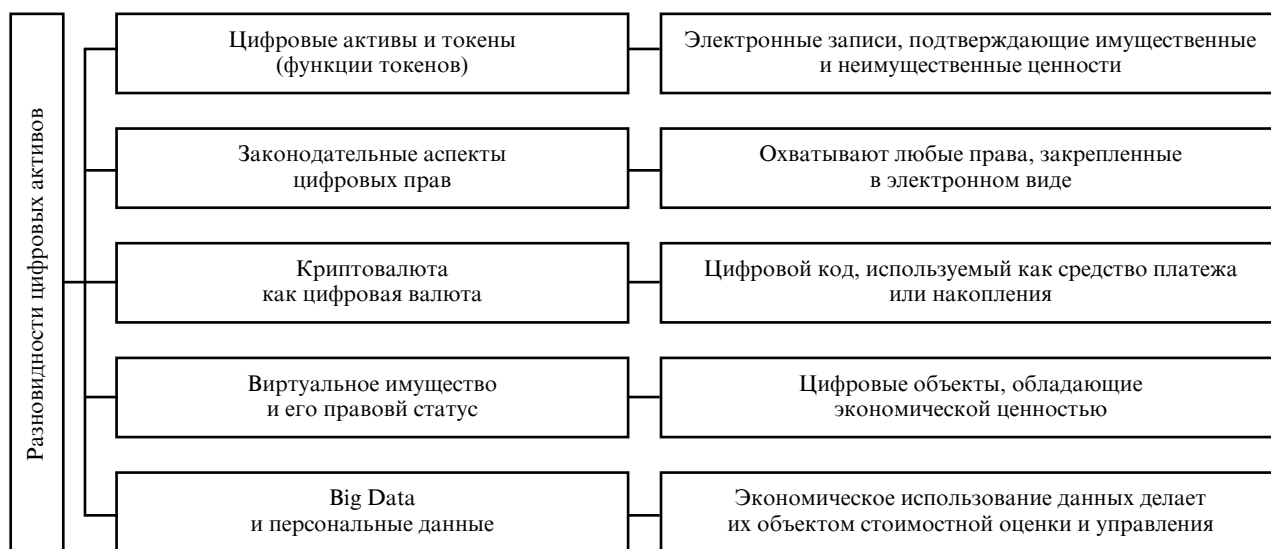 Разновидности цифровых активов
Цифровые активы и токены
(функции токенов)
Электронные записи, подтверждающие имущественные
и неимущественные ценности
Законодательные аспекты
цифровых прав
Охватывают любые права, закрепленные
в электронном виде
Криптовалюта
как цифровая валюта
Цифровой код, используемый как средство платежа
или накопления
Виртуальное имущество
и его правовй статус
Цифровые объекты, обладающие
экономической ценностью
Big Data
и персональные данные
Экономическое использование данных делает
их объектом стоимостной оценки и управления